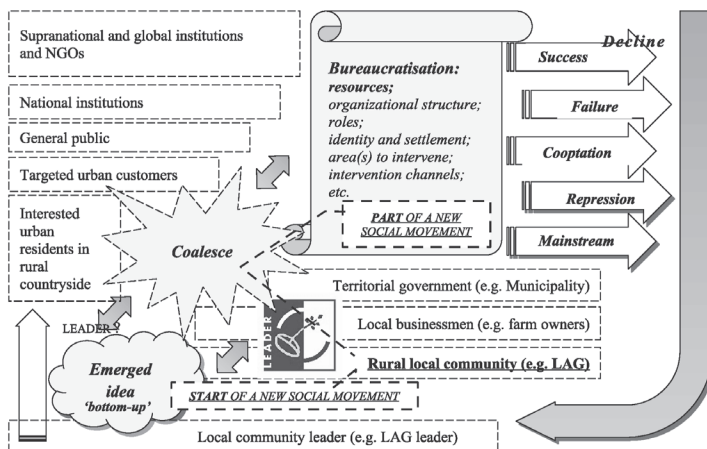 Supranational and global institutions
and NGOs
National institutions
General public
Targeted urban customers
Interested
urban
residents in
rural
countryside
Bureaucratisation:
resources;
organizational structure;
roles;
identity and settlement;
area(s) to intervene;
intervention channels;
etc.
PART OF A NEW
SOCIAL MOVEMENT
Decline
Success
Failure
Cooptation
Repression
Mainstream
Coalesce
Territorial government (e.g. Municipality)
Local businessmen (e.g. farm owners)
Rural local community (e.g. LAG)
LEADER
LEADER
Emerged
idea
'bottom-up'
START OF A NEW SOCIAL MOVEMENT
Local community leader (e.g. LAG leader)